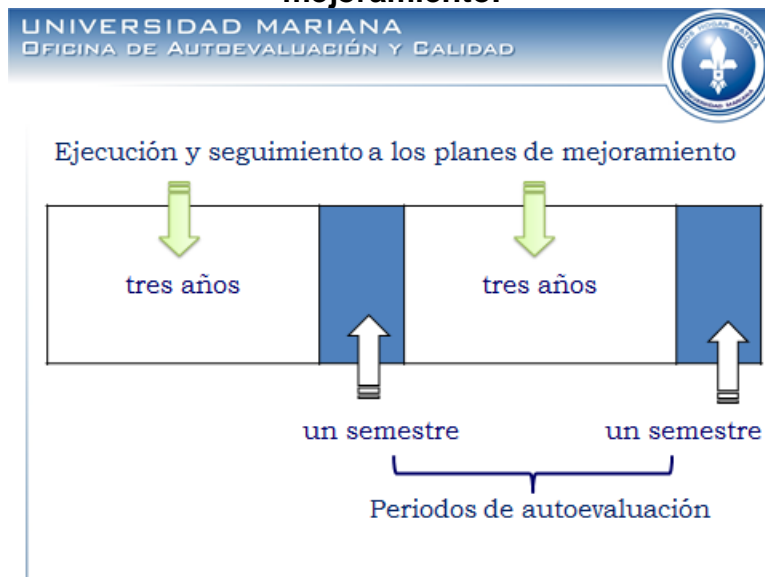 mejoramiento.
UNIVERSIDAD MARIANA
OFICINA DE AUTOEVALUACIÓN Y CALIDAD
Ejecución y seguimiento a los planes de mejoramiento
tres años
tres años
un semestre
un semestre
Periodos de autoevaluación